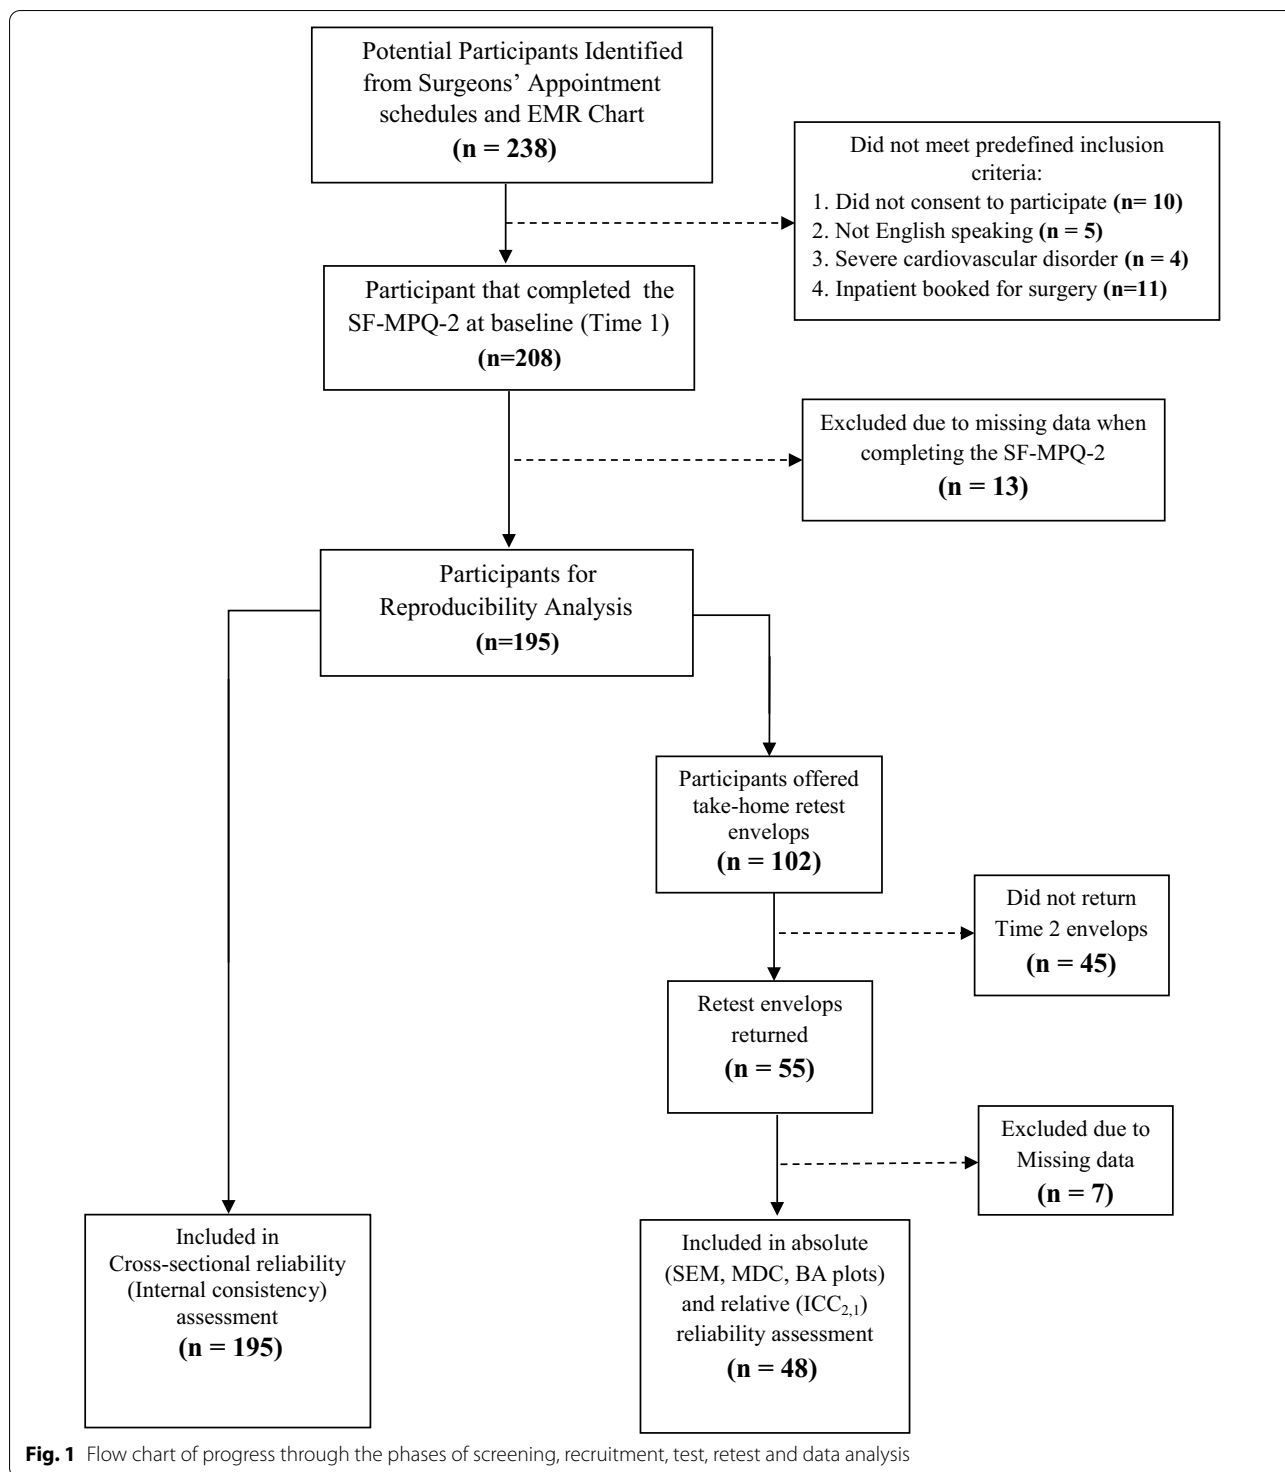 Potential Participants Identified
from Surgeons’ Appointment
schedules and EMR Chart
(n = 238)
Did not meet predefined inclusion
criteria:
1. Did not consent to participate (n= 10)
2. Not English speaking (n = 5)
3. Severe cardiovascular disorder (n = 4)
4. Inpatient booked for surgery (n=11)
Participant that completed the
SF-MPQ-2 at baseline (Time 1)
(n=208)
Excluded due to missing data when
completing the SF-MPQ-2
(n = 13)
Participants for
Reproducibility Analysis
(n=195)
Participants offered
take-home retest
envelops
(n = 102)
Did not return
Time 2 envelops
(n = 45)
Retest envelops
returned
(n = 55)
Excluded due to
Missing data
(n = 7)
Included in
Cross-sectional reliability
(Internal consistency)
assessment
(n = 195)
Included in absolute
(SEM, MDC, BA plots)
and relative (ICC2,1)
reliability assessment
(n = 48)
Fig. 1 Flow chart of progress through the phases of screening, recruitment, test, retest and data analysis